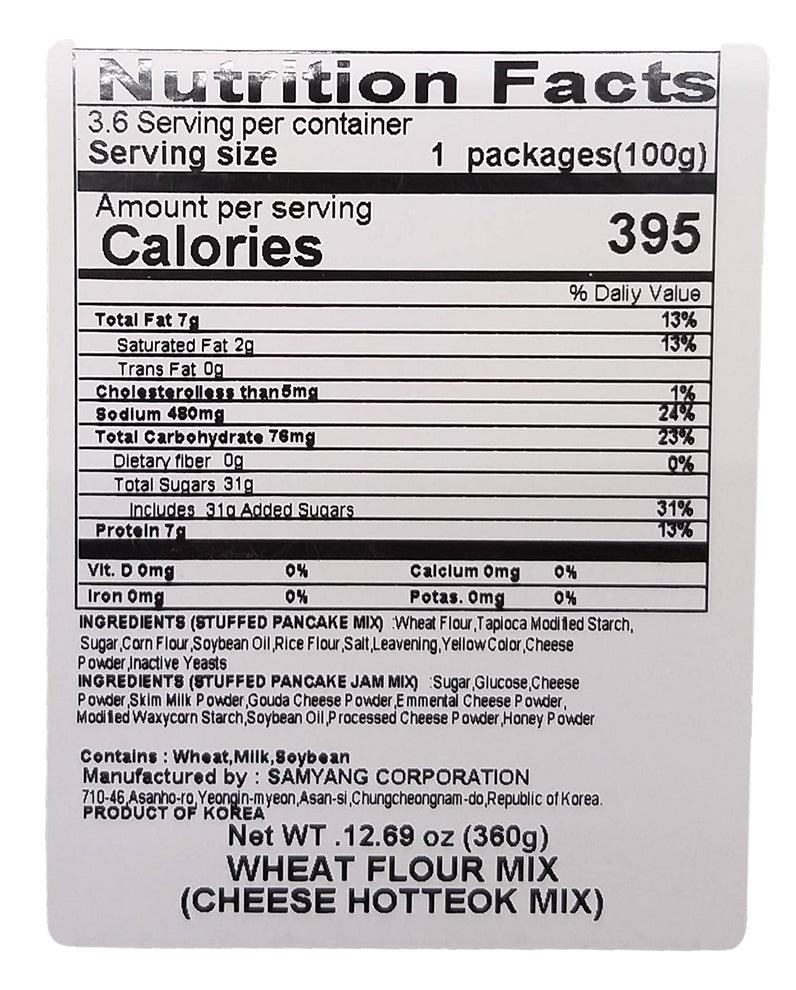 Nutrition Facts
3.6 Serving per container
Serving size 1 packages(100g)
Amount per serving
Calories 395
% Daliy Value
Total Fat 7g 13%
Saturated Fat 2g 13%
Trans Fat 0g
Cholesterolless than5mg 1%
Sodium 480mg 24%
Total Carbohydrate 76mg 23%
Dietary fiber 0g 0%
Total Sugars 31g
Includes 31g Added Sugars 31%
Protein 7g 13%
Vit. D 0mg 0% Calcium 0mg 0%
Iron 0mg 0% Potas. 0mg 0%
INGREDIENTS (STUFFED PANCAKE MIX) :Wheat Flour,Tapioca Modified Starch,
Sugar,Corn Flour,Soybean Oil,Rice Flour,Salt,Leavening,Yellow Color,Cheese
Powder,Inactive Yeasts
INGREDIENTS (STUFFED PANCAKE JAM MIX) :Sugar,Glucose,Cheese
Powder,Skim Milk Powder,Gouda Cheese Powder,Emmental Cheese Powder,
Modified Waxycorn Starch,Soybean Oil,Processed Cheese Powder,Honey Powder
Contains : Wheat,Milk,Soybean
Manufactured by : SAMYANG CORPORATION
710-46,Asanho-ro,Yeongin-myeon,Asan-si,Chungcheongnam-do,Republic of Korea.
PRODUCT OF KOREA
Net WT .12.69 oz (360g)
WHEAT FLOUR MIX
(CHEESE HOTTEOK MIX)